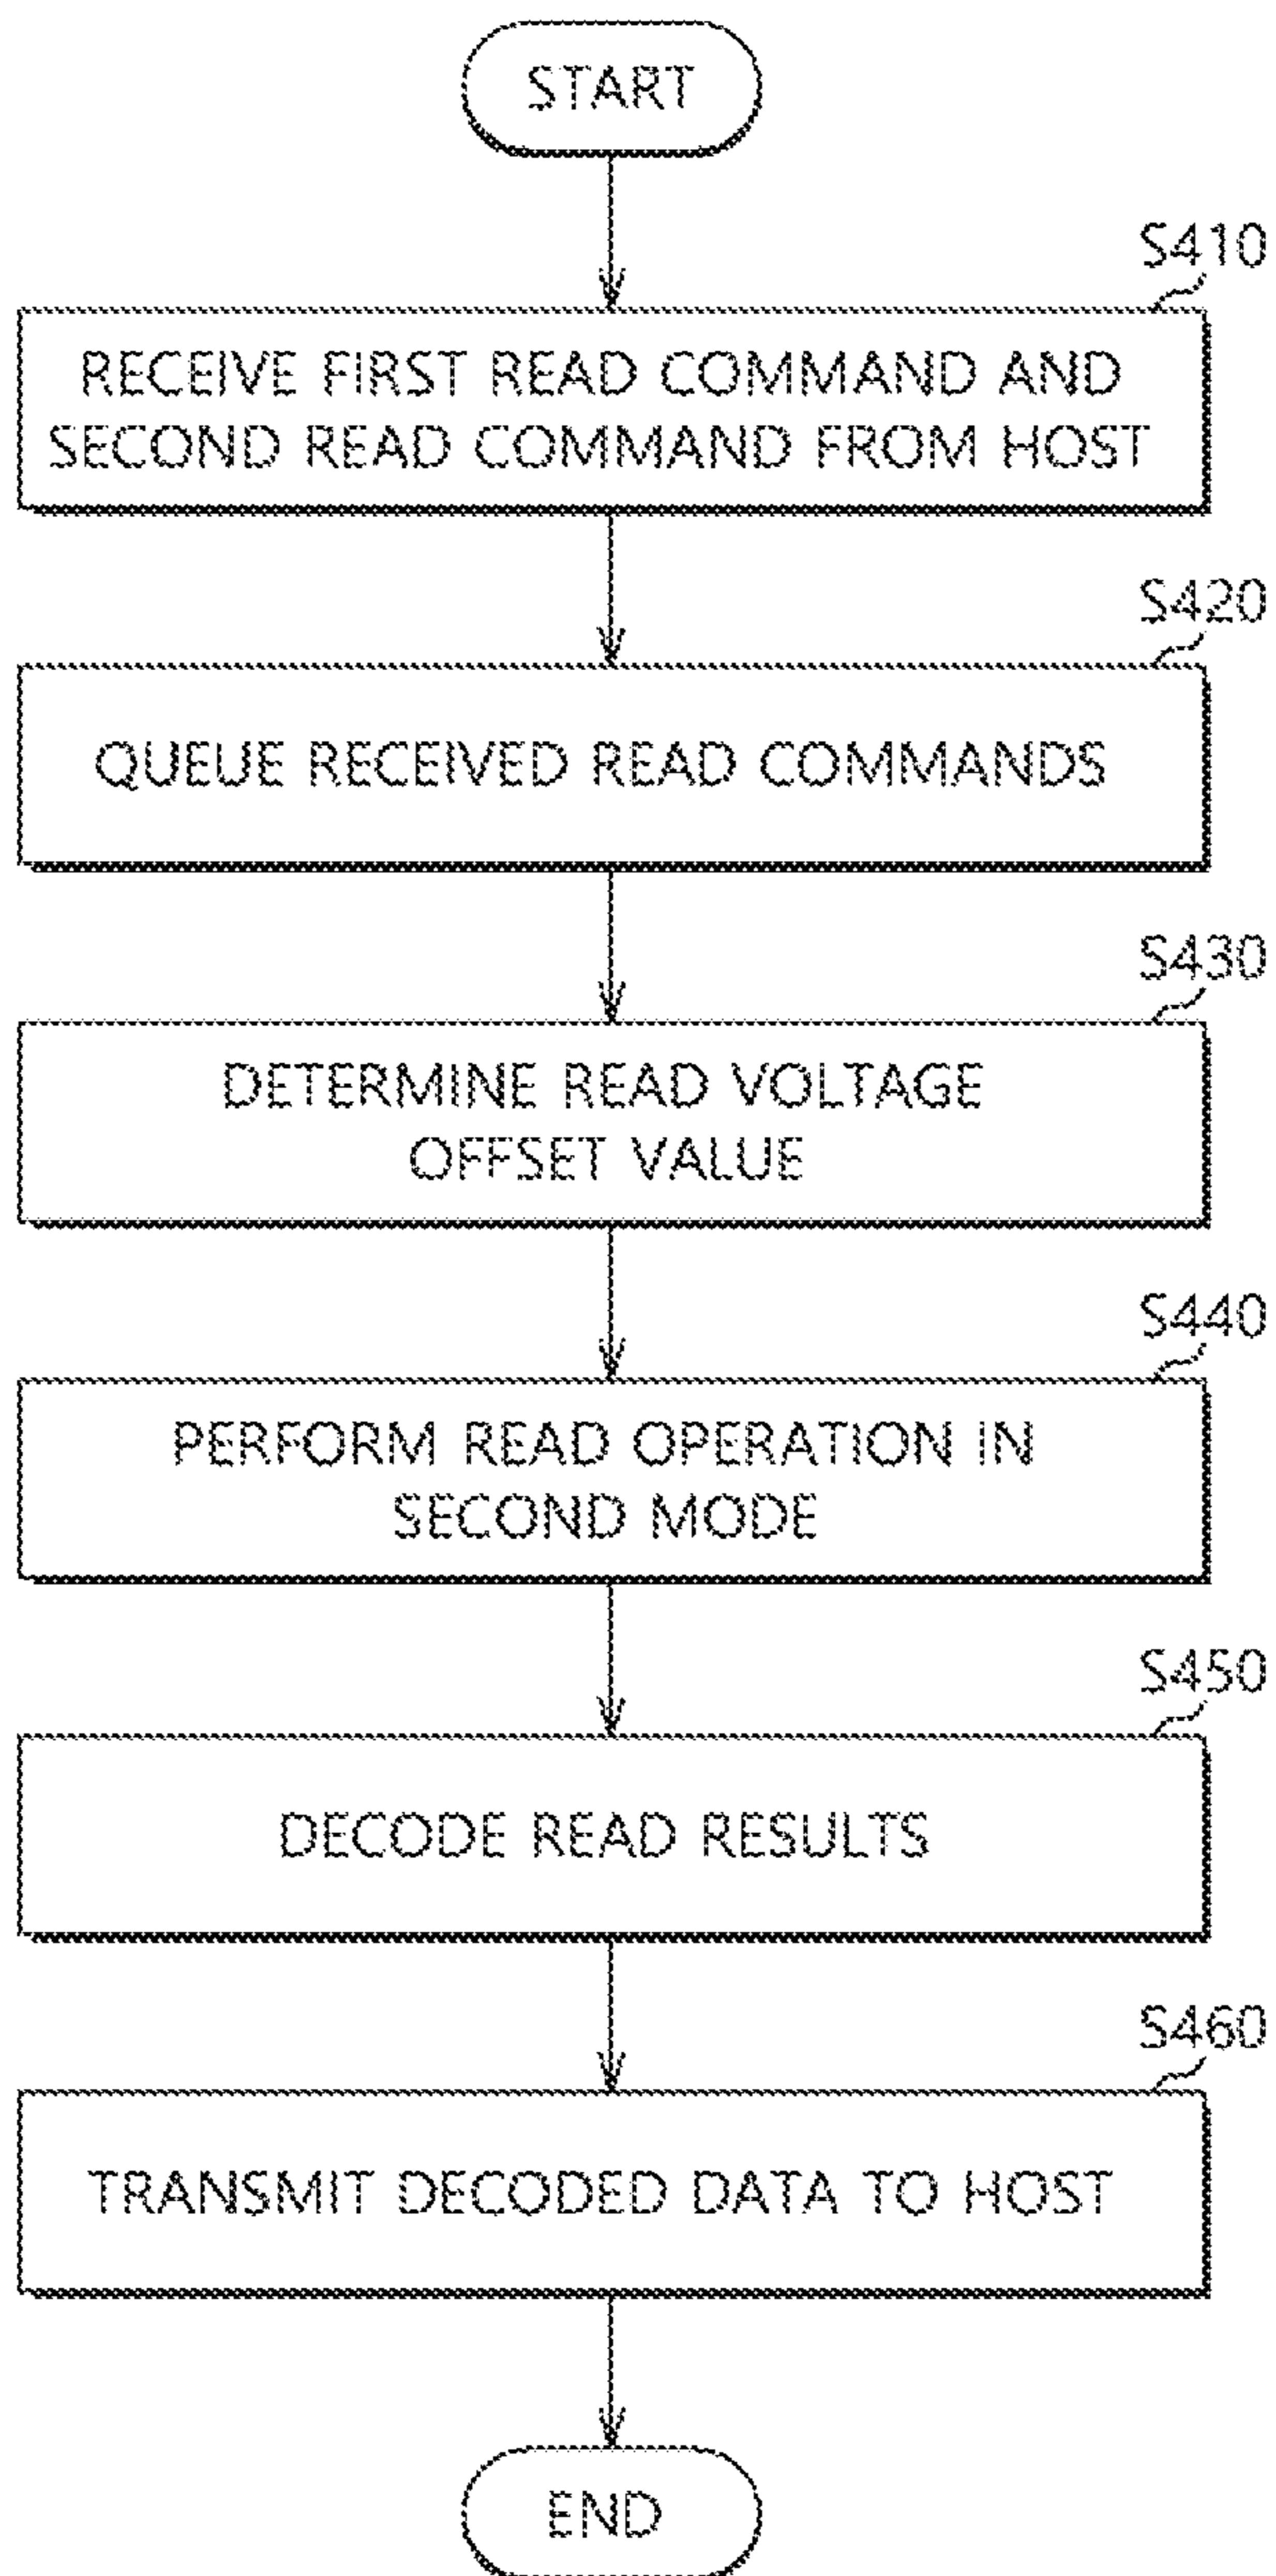 START
S410
RECEIVE FIRST READ COMMAND AND
SECOND READ COMMAND FROM HOST
S420
QUEUE RECEIVED READ COMMANDS
S430
DETERMINE READ VOLTAGE
OFFSET VALUE
S440
PERFORM READ OPERATION IN
SECOND MODE
S450
DECODE READ RESULTS
S460
TRANSMIT DECODED DATA TO HOST
END